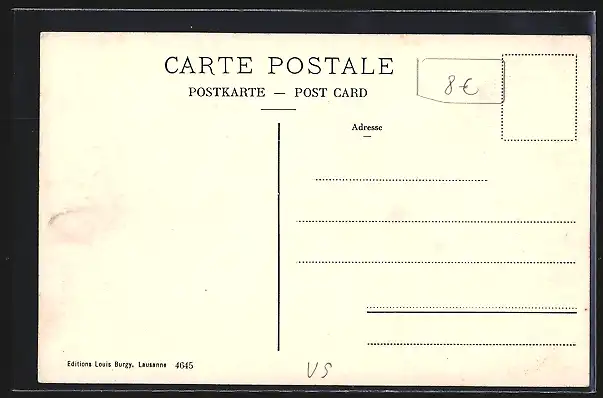 CARTE POSTALE
POSTKARTE — POST CARD
8€
Adresse
Editions Louis Burgy, Lausanne 4645
VS